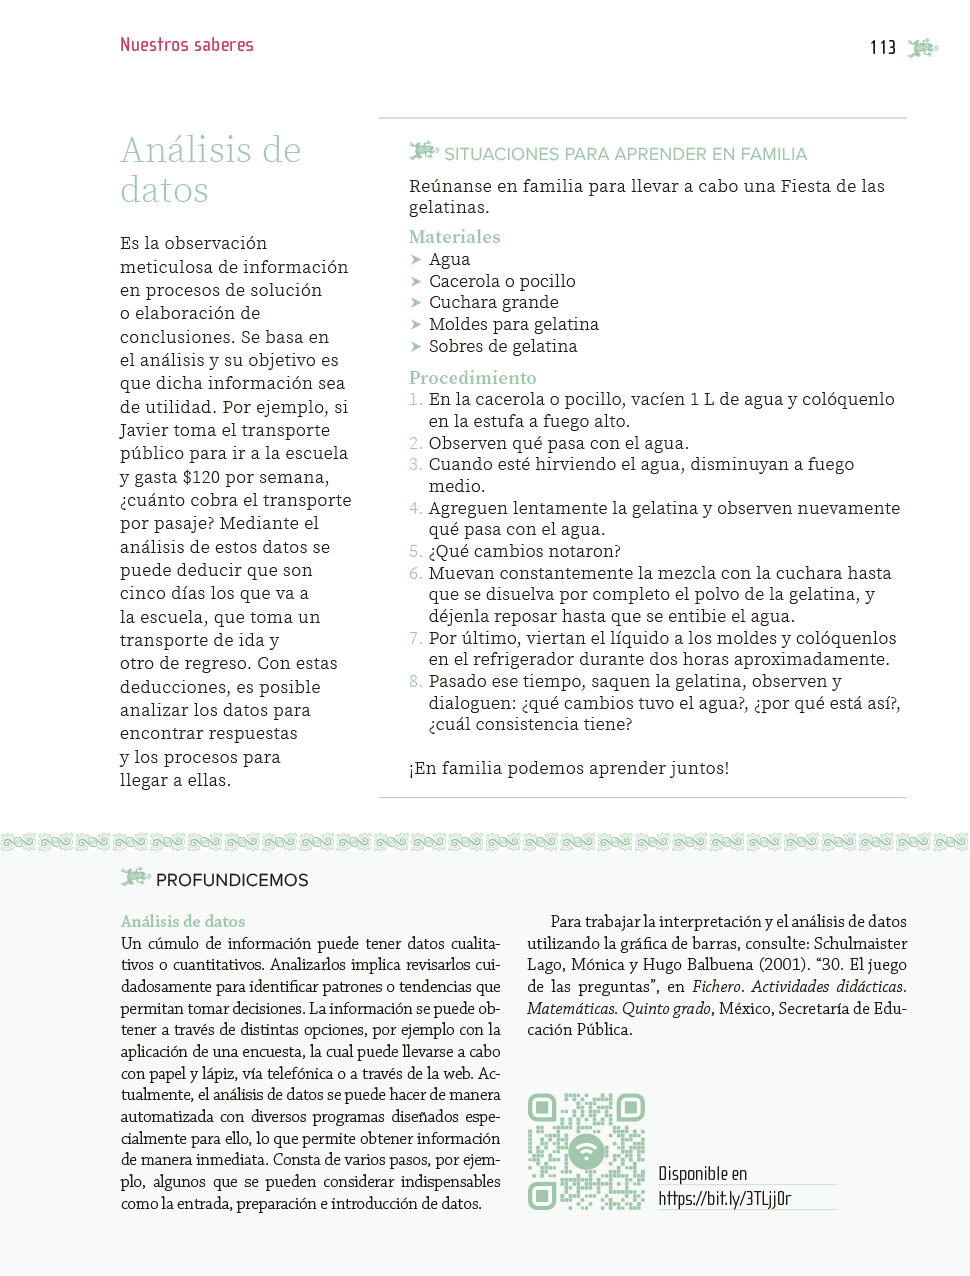 Nuestros saberes
113
Análisis de
datos
Es la observación
meticulosa de información
en procesos de solución
o elaboración de
conclusiones. Se basa en
el análisis y su objetivo es
que dicha información sea
de utilidad. Por ejemplo, si
Javier toma el transporte
público para ir a la escuela
y gasta $120 por semana,
¿cuánto cobra el transporte
por pasaje? Mediante el
análisis de estos datos se
puede deducir que son
cinco días los que va a
la escuela, que toma un
transporte de ida y
otro de regreso. Con estas
deducciones, es posible
analizar los datos para
encontrar respuestas
y los procesos para
llegar a ellas.
SITUACIONES PARA APRENDER EN FAMILIA
Reúnanse en familia para llevar a cabo una Fiesta de las
gelatinas.
Materiales
➤ Agua
➤ Cacerola o pocillo
➤ Cuchara grande
➤ Moldes para gelatina
➤ Sobres de gelatina
Procedimiento
1. En la cacerola o pocillo, vacíen 1 L de agua y colóquenlo
en la estufa a fuego alto.
2. Observen qué pasa con el agua.
3. Cuando esté hirviendo el agua, disminuyan a fuego
medio.
4. Agreguen lentamente la gelatina y observen nuevamente
qué pasa con el agua.
5. ¿Qué cambios notaron?
6. Muevan constantemente la mezcla con la cuchara hasta
que se disuelva por completo el polvo de la gelatina, y
déjenla reposar hasta que se entibie el agua.
7. Por último, viertan el líquido a los moldes y colóquenlos
en el refrigerador durante dos horas aproximadamente.
8. Pasado ese tiempo, saquen la gelatina, observen y
dialoguen: ¿qué cambios tuvo el agua?, ¿por qué está así?,
¿cuál consistencia tiene?
¡En familia podemos aprender juntos!
PROFUNDICEMOS
Análisis de datos
Un cúmulo de información puede tener datos cualita-
tivos o cuantitativos. Analizarlos implica revisarlos cui-
dadosamente para identificar patrones o tendencias que
permitan tomar decisiones. La información se puede ob-
tener a través de distintas opciones, por ejemplo con la
aplicación de una encuesta, la cual puede llevarse a cabo
con papel y lápiz, vía telefónica o a través de la web. Ac-
tualmente, el análisis de datos se puede hacer de manera
automatizada con diversos programas diseñados espe-
cialmente para ello, lo que permite obtener información
de manera inmediata. Consta de varios pasos, por ejem-
plo, algunos que se pueden considerar indispensables
como la entrada, preparación e introducción de datos.
Para trabajar la interpretación y el análisis de datos
utilizando la gráfica de barras, consulte: Schulmaister
Lago, Mónica y Hugo Balbuena (2001). “30. El juego
de las preguntas”, en Fichero. Actividades didácticas.
Matemáticas. Quinto grado, México, Secretaría de Edu-
cación Pública.
Disponible en
https://bit.ly/3TLjj0r